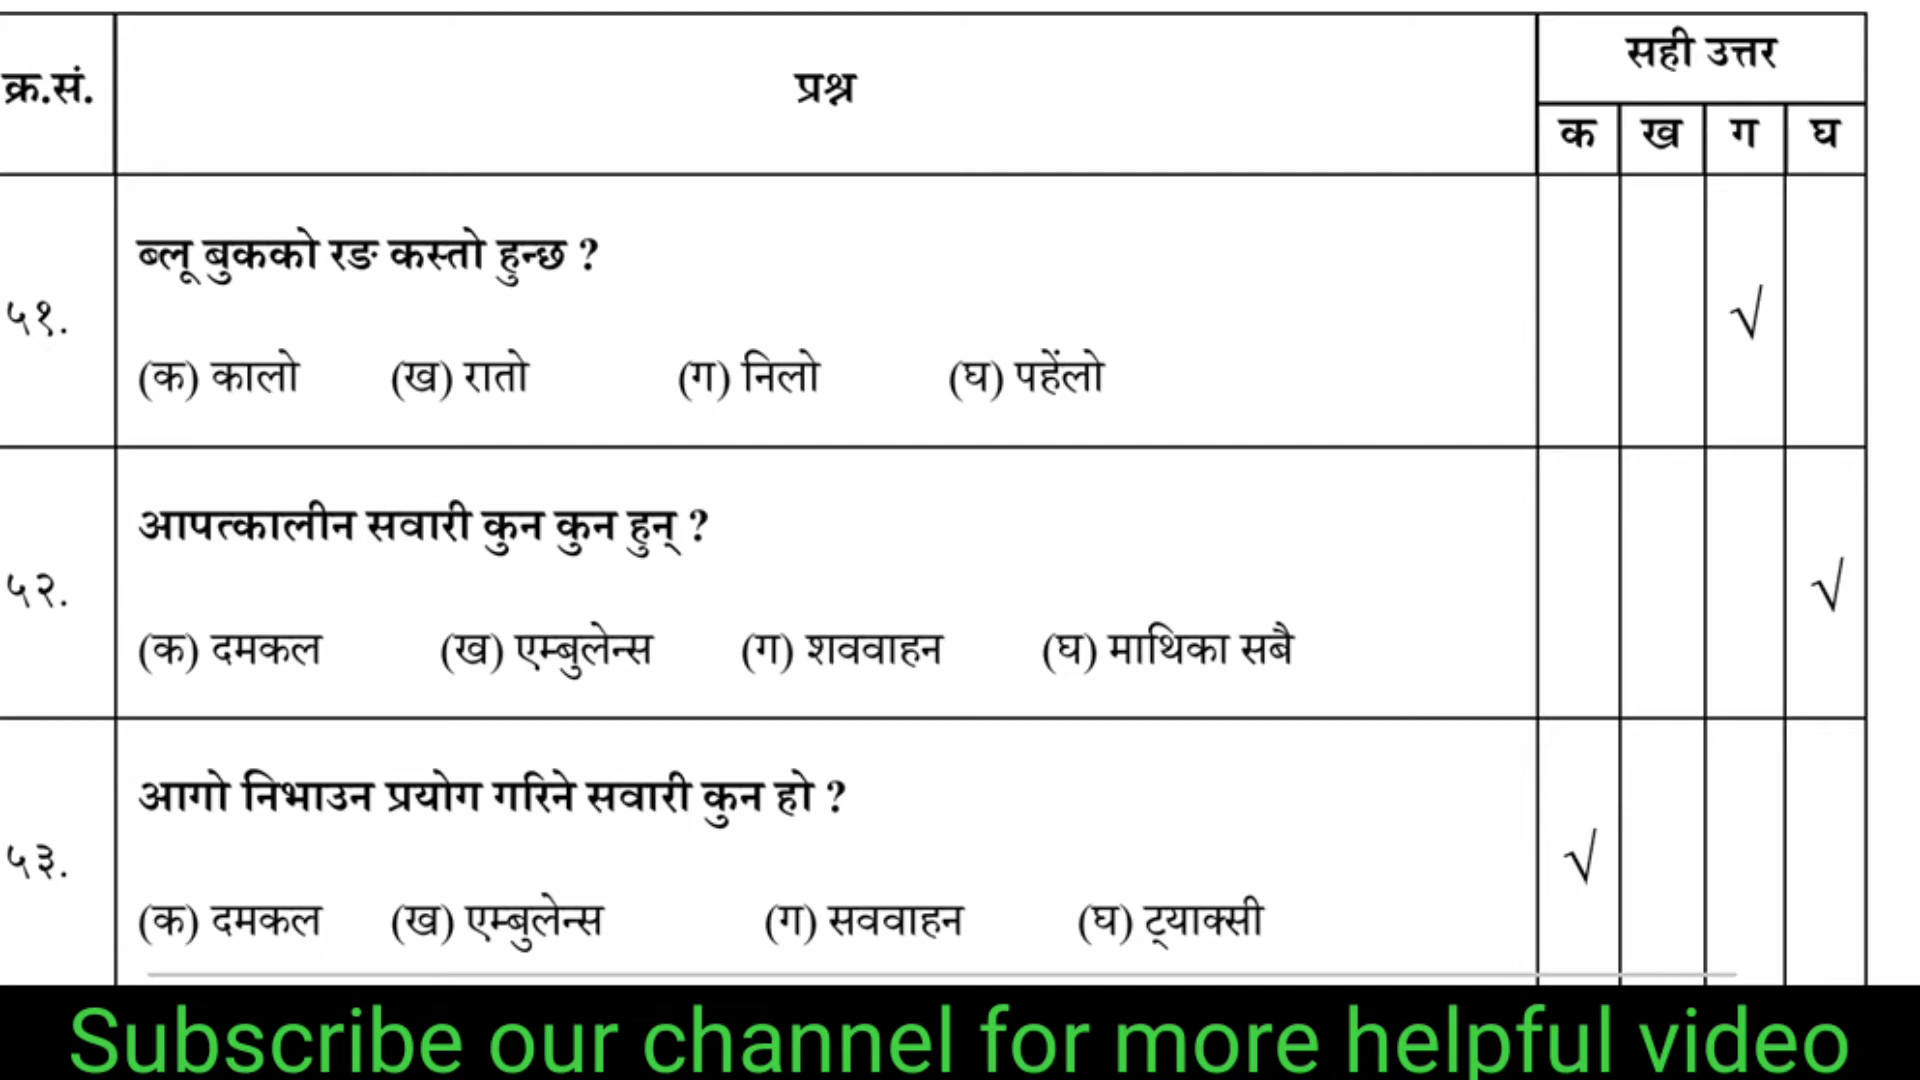 क्र.सं. प्रश्न सही उत्तर
क ख ग घ
ब्लू बुकको रङ कस्तो हुन्छ ?
५१. √
(क) कालो (ख) रातो (ग) निलो (घ) पहेंलो
आपत्कालीन सवारी कुन कुन हुन् ?
५२. √
(क) दमकल (ख) एम्बुलेन्स (ग) शववाहन (घ) माथिका सबै
आगो निभाउन प्रयोग गरिने सवारी कुन हो ?
५३. √
(क) दमकल (ख) एम्बुलेन्स (ग) सववाहन (घ) ट्याक्सी
Subscribe our channel for more helpful video